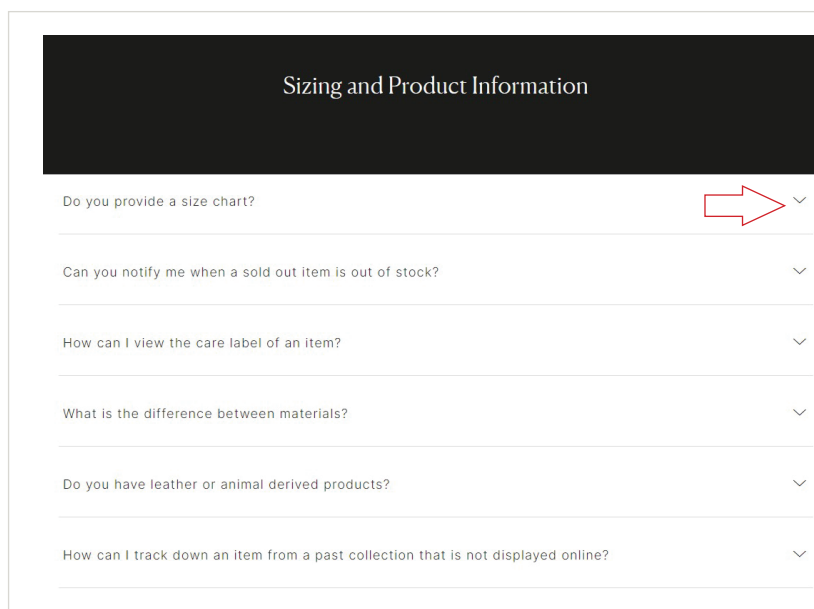 Sizing and Product Information
Do you provide a size chart?
Can you notify me when a sold out item is out of stock?
How can I view the care label of an item?
What is the difference between materials?
Do you have leather or animal derived products?
How can I track down an item from a past collection that is not displayed online?